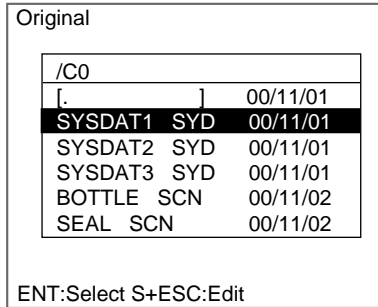 Original
/C0
[. ] 00/11/01
SYSDAT1 SYD 00/11/01
SYSDAT2 SYD 00/11/01
SYSDAT3 SYD 00/11/01
BOTTLE SCN 00/11/02
SEAL SCN 00/11/02
ENT:Select S+ESC:Edit